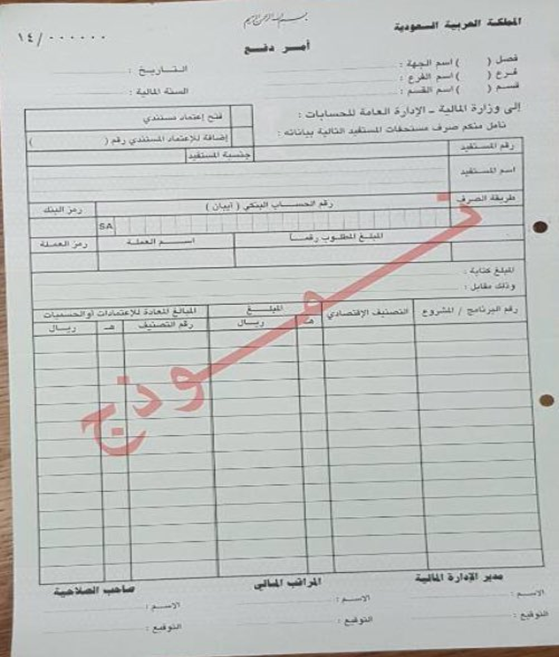 بسم الله الرحمن الرحيم
المملكة العربية السعودية
١٤/٠٠٠٠٠٠
أمر دفع
فصل ( ) اسم الجهة :
التاريخ :
فرع ( ) اسم الفرع :
قسم ( ) اسم القسم :
السنة المالية :
إلى وزارة المالية - الإدارة العامة للحسابات :
نأمل منكم صرف مستحقات المستفيد التالية بياناته :
فتح إعتماد مستندي
إضافة للإعتماد المستندي رقم ( )
رقم المستفيد
جنسية المستفيد
اسم المستفيد
طريقة الصرف
رقم الحساب البنكي ( آيبان )
رمز البنك
SA
المبلغ المطلوب رقماً
اسم العملة
رمز العملة
المبلغ كتابة :
وذلك مقابل :
رقم البرنامج / المشروع
التصنيف الإقتصادي
المبلغ
المبالغ المعادة للإعتمادات أو الحسميات
هـ
ريال
رقم التصنيف
هـ
ريال
نموذج
مدير الإدارة المالية
المراقب المالي
صاحب الصلاحية
الاسم :
الاسم :
الاسم :
التوقيع :
التوقيع :
التوقيع :